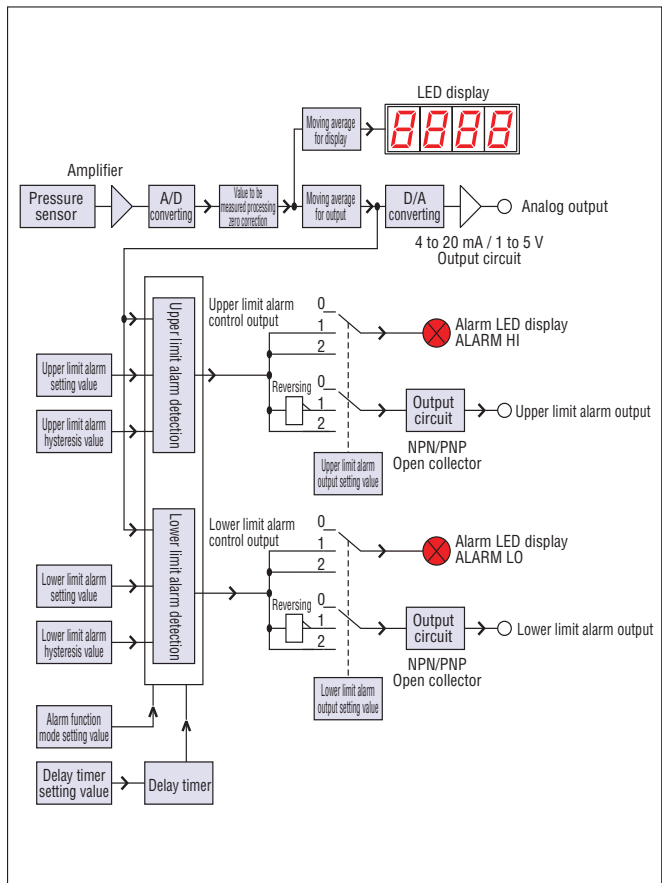 LED display
8888
Moving average
for display
Amplifier
Pressure
sensor
A/D
converting
Value to be
measured processing
zero correction
Moving average
for output
D/A
converting
Analog output
4 to 20 mA / 1 to 5 V
Output circuit
Upper limit alarm detection
Upper limit alarm
control output
0
1
2
Alarm LED display
ALARM HI
Upper limit alarm
setting value
Upper limit alarm
hysteresis value
Reversing
0
1
2
Output
circuit
Upper limit alarm output
NPN/PNP
Open collector
Upper limit alarm
output setting value
Lower limit alarm detection
Lower limit alarm
control output
0
1
2
Alarm LED display
ALARM LO
Lower limit alarm
setting value
Lower limit alarm
hysteresis value
Reversing
0
1
2
Output
circuit
Lower limit alarm output
NPN/PNP
Open collector
Lower limit alarm
output setting value
Alarm function
mode setting value
Delay timer
setting value
Delay timer